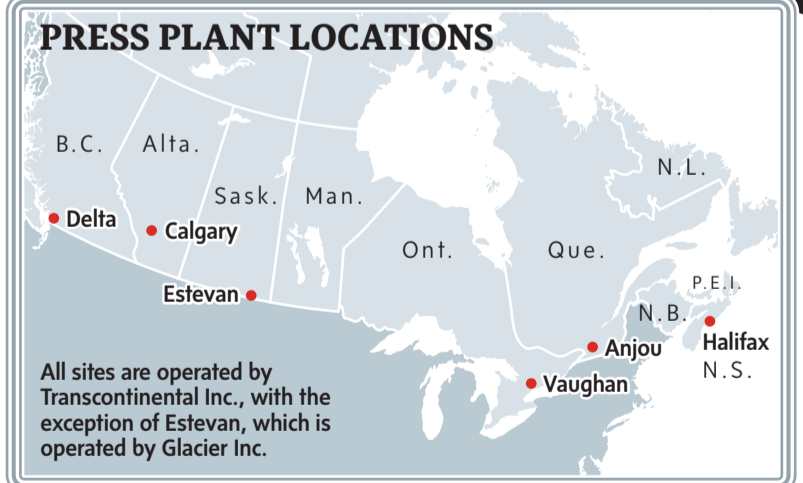 PRESS PLANT LOCATIONS
B.C.
Alta.
N.L.
Sask.
Man.
Delta
Calgary
Ont.
Que.
P.E.I.
Estevan
N.B.
Halifax
N.S.
Anjou
Vaughan
All sites are operated by
Transcontinental Inc., with the
exception of Estevan, which is
operated by Glacier Inc.